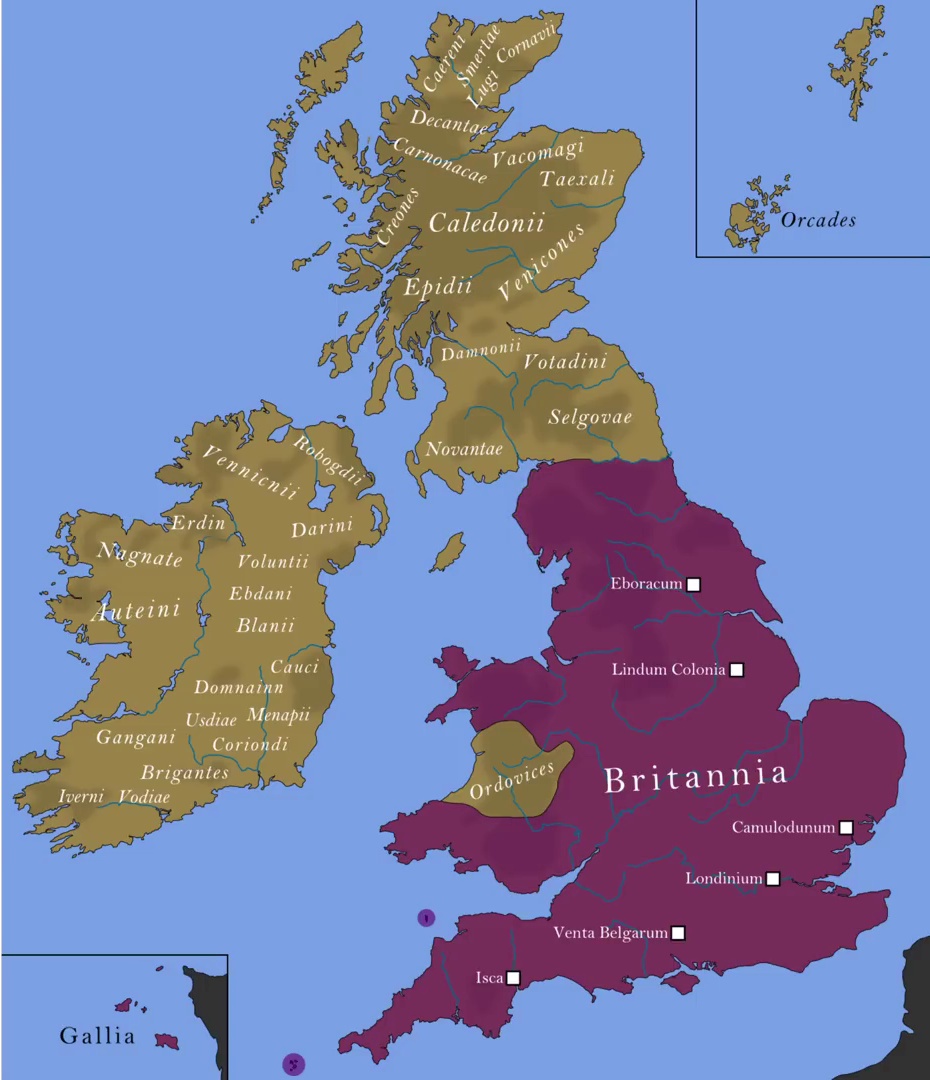 Caereni
Smertae
Cornavii
Lugi
Decantae
Carnonacae
Vacomagi
Taexali
Creones
Caledonii
Orcades
Venicones
Epidii
Damnonii
Votadini
Selgovae
Novantae
Robogdii
Vennicnii
Erdin
Darini
Nagnate
Voluntii
Ebdani
Auteini
Blanii
Cauci
Domnainn
Usdiae
Menapii
Gangani
Coriondi
Brigantes
Iverni
Vodiae
Eboracum
Lindum Colonia
Ordovices
Britannia
Camulodunum
Londinium
Venta Belgarum
Isca
Gallia